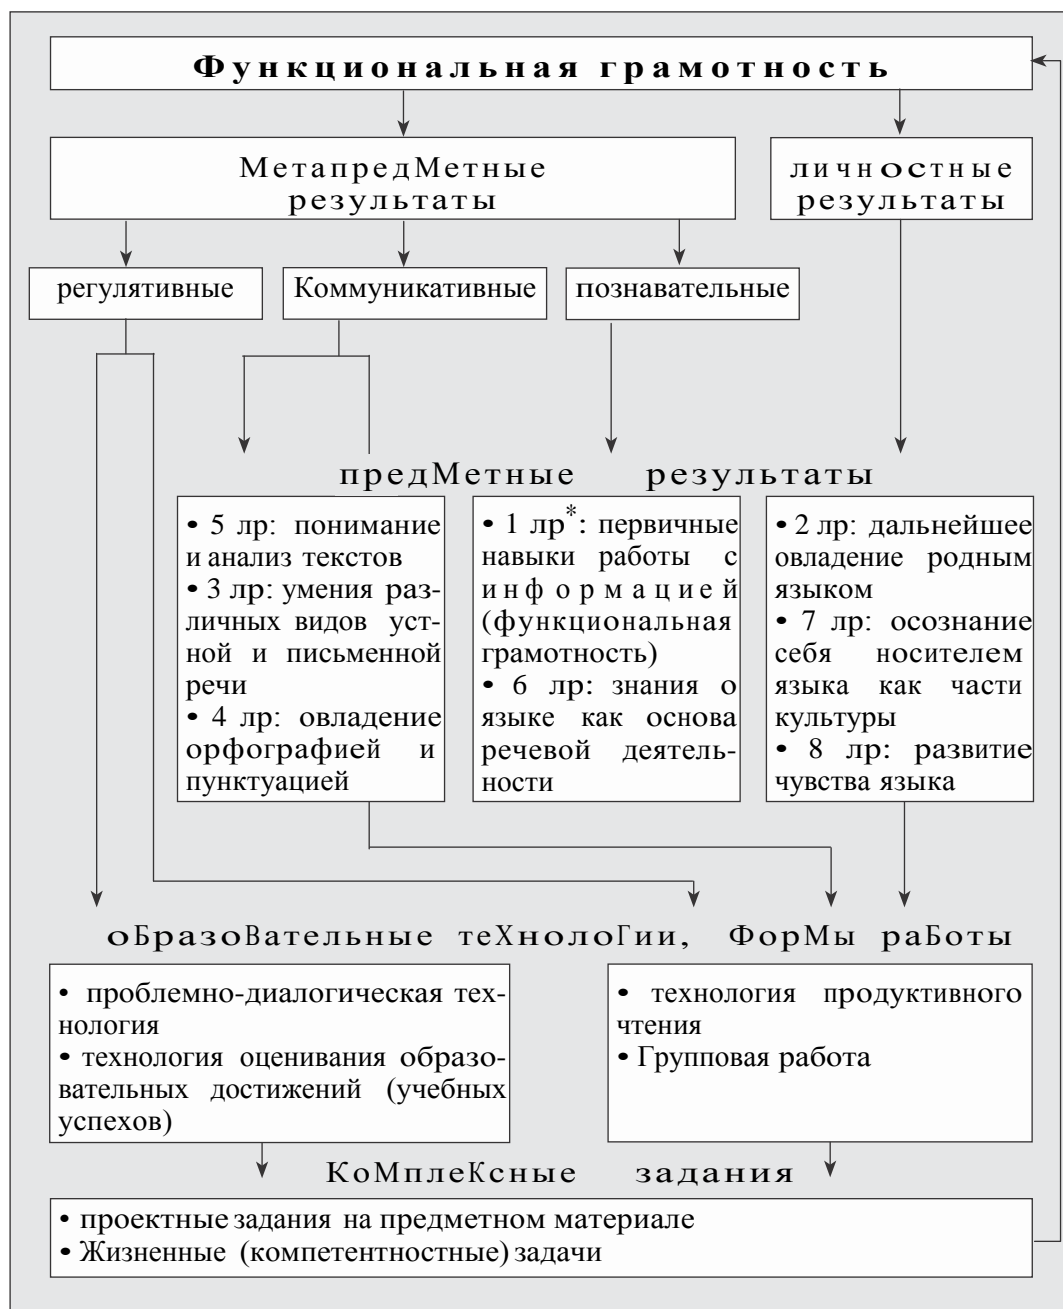 Функциональная грамотность
МетапредМетные
результаты
личностные
результаты
регулятивные
Коммуникативные
познавательные
предМетные результаты
• 5 лр: понимание
и анализ текстов
• 3 лр: умения раз-
личных видов уст-
ной и письменной
речи
• 4 лр: овладение
орфографией и
пунктуацией
• 1 лр*: первичные
навыки работы с
информацией
(функциональная
грамотность)
• 6 лр: знания о
языке как основа
речевой деятель-
ности
• 2 лр: дальнейшее
овладение родным
языком
• 7 лр: осознание
себя носителем
языка как части
культуры
• 8 лр: развитие
чувства языка
оБразоВательные теХнолоГии, ФорМы раБоты
• проблемно-диалогическая тех-
нология
• технология оценивания образо-
вательных достижений (учебных
успехов)
• технология продуктивного
чтения
• Групповая работа
КоМплеКсные задания
• проектные задания на предметном материале
• Жизненные (компетентностные) задачи